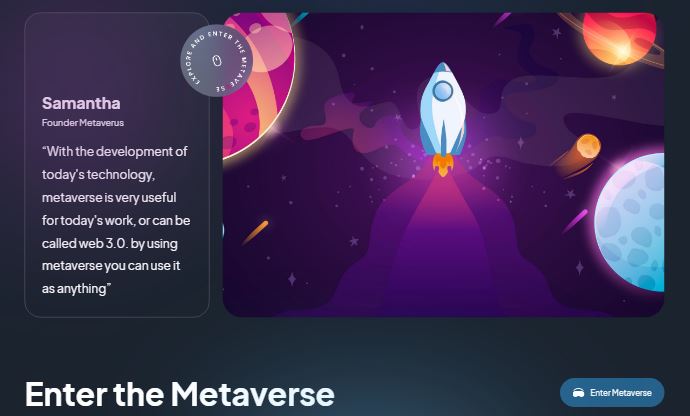 EXPLORE AND ENTER THE METAVERSE
Samantha
Founder Metaverus
“With the development of
today's technology,
metaverse is very useful
for today's work, or can be
called web 3.0. by using
metaverse you can use it
as anything”
Enter the Metaverse
Enter Metaverse